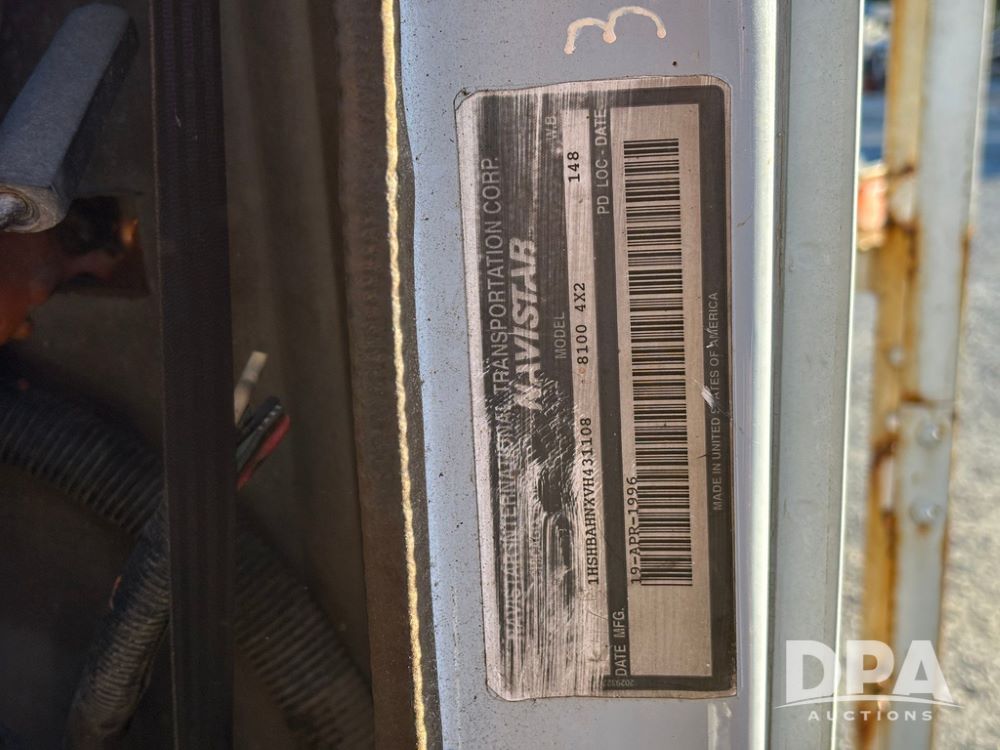 3
NAVISTAR INTERNATIONAL TRANSPORTATION CORP.
NAVISTAR
MODEL W.B.
1HSHBAHNXVH431108 8100 4X2 148
DATE MFG. PD LOC - DATE
19-APR-1996
MADE IN UNITED STATES OF AMERICA
DPA
AUCTIONS